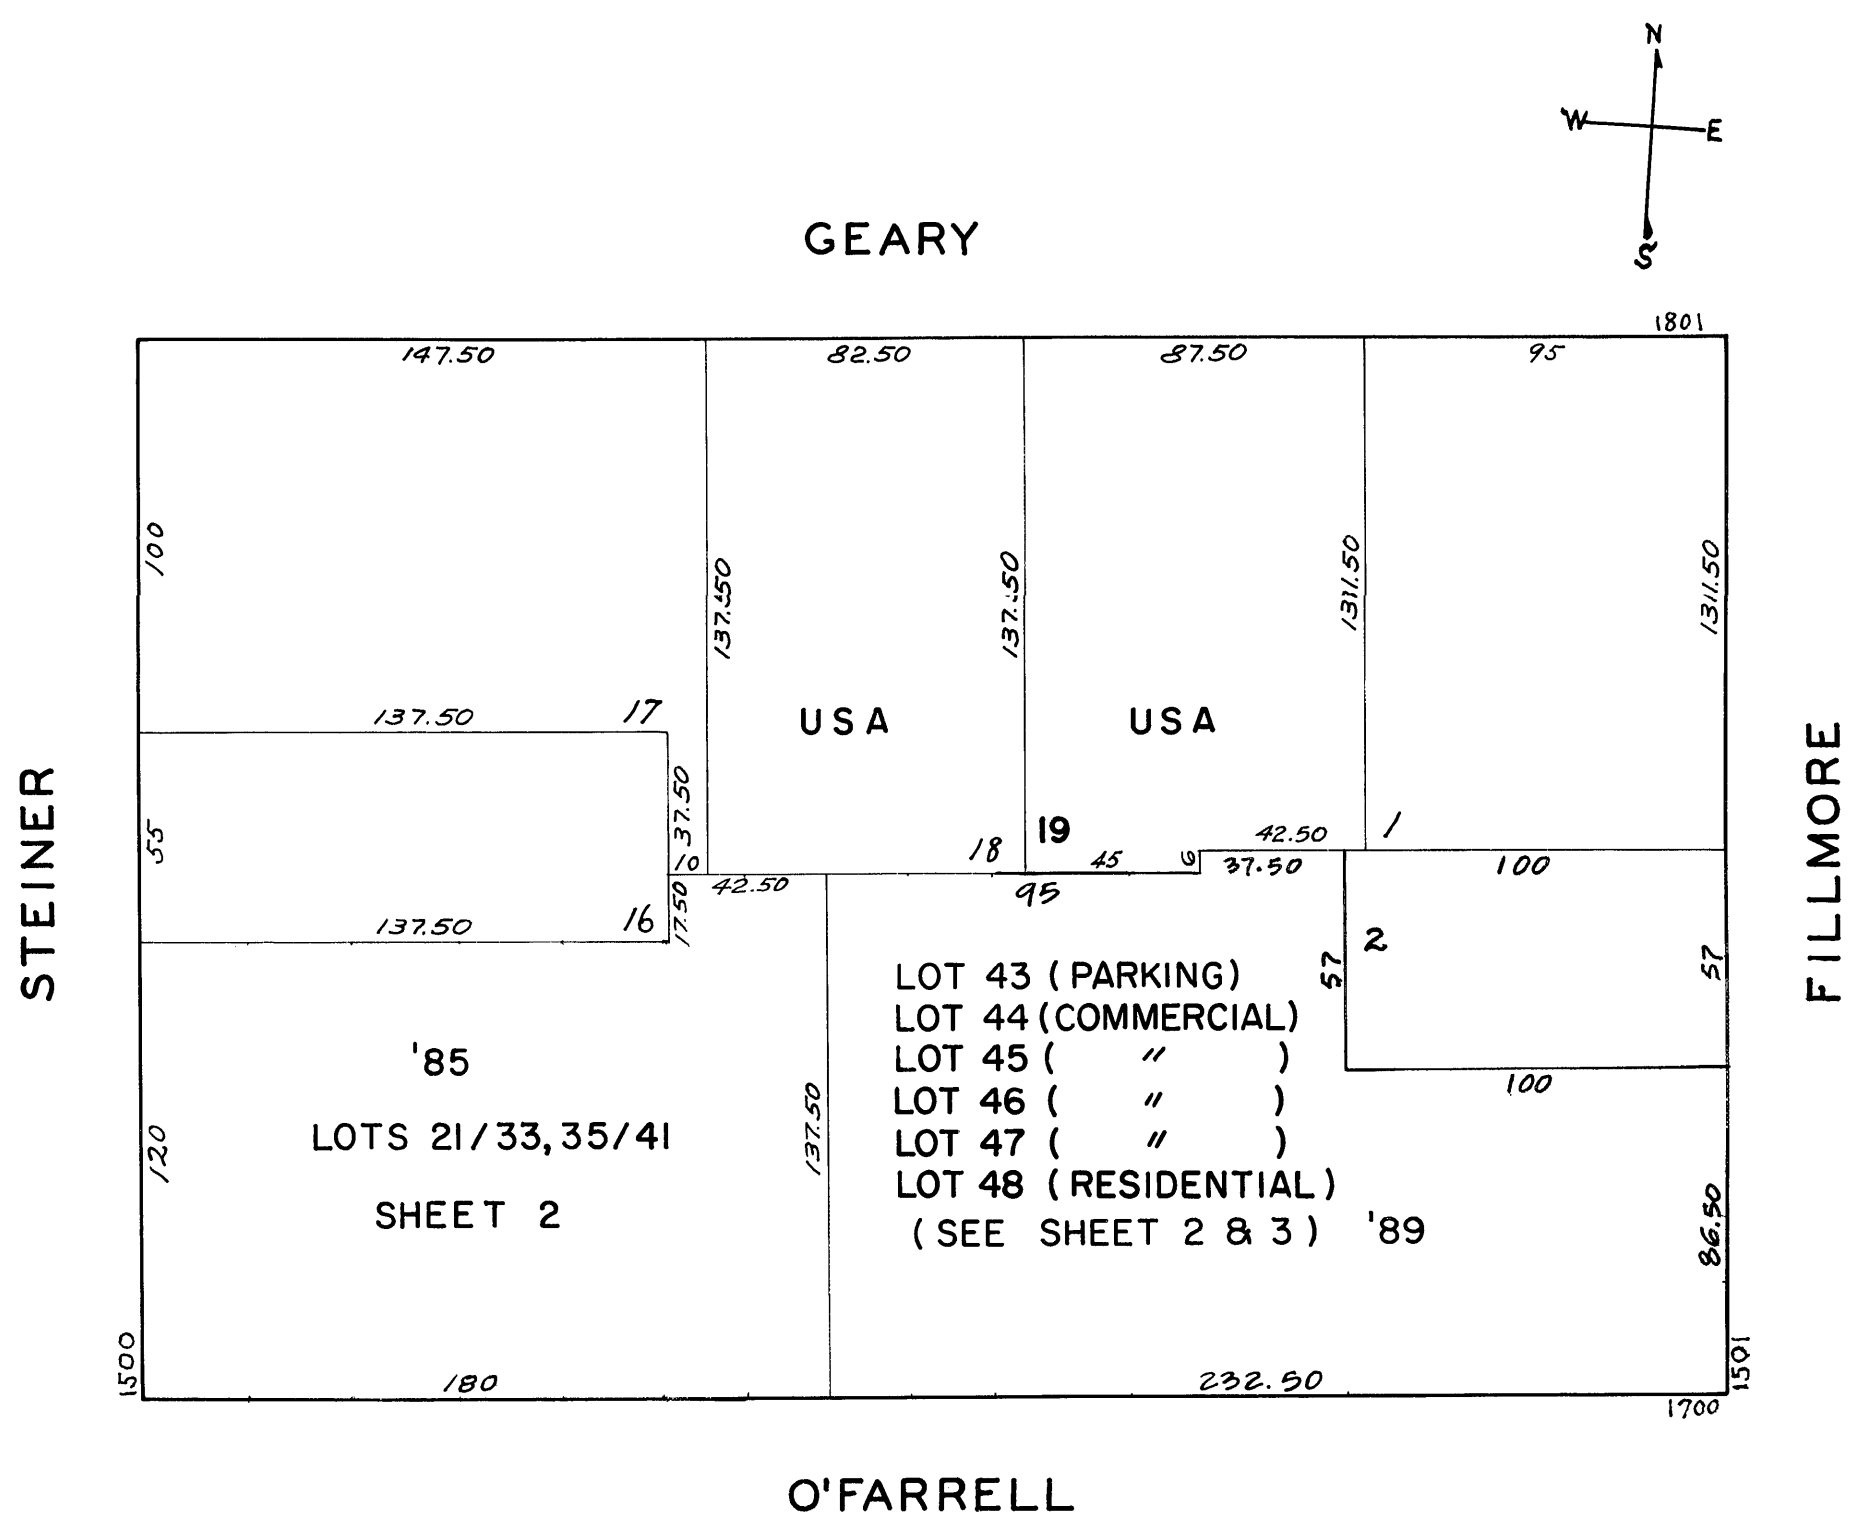 N
W E
S
GEARY
1801
147.50 82.50 87.50 95
100
137.50
137.50
131.50
131.50
137.50 17
USA USA
STEINER
FILLMORE
55
37.50
19
18
45
6
42.50
1
10
42.50
95
37.50
100
137.50 16
17.50
2
57
57
LOT 43 (PARKING)
LOT 44 (COMMERCIAL)
LOT 45 ( " )
LOT 46 ( " )
LOT 47 ( " )
LOT 48 (RESIDENTIAL)
(SEE SHEET 2 & 3) '89
100
'85
LOTS 21/33, 35/41
SHEET 2
120
137.50
86.50
1500
180
232.50
1501
1700
O'FARRELL